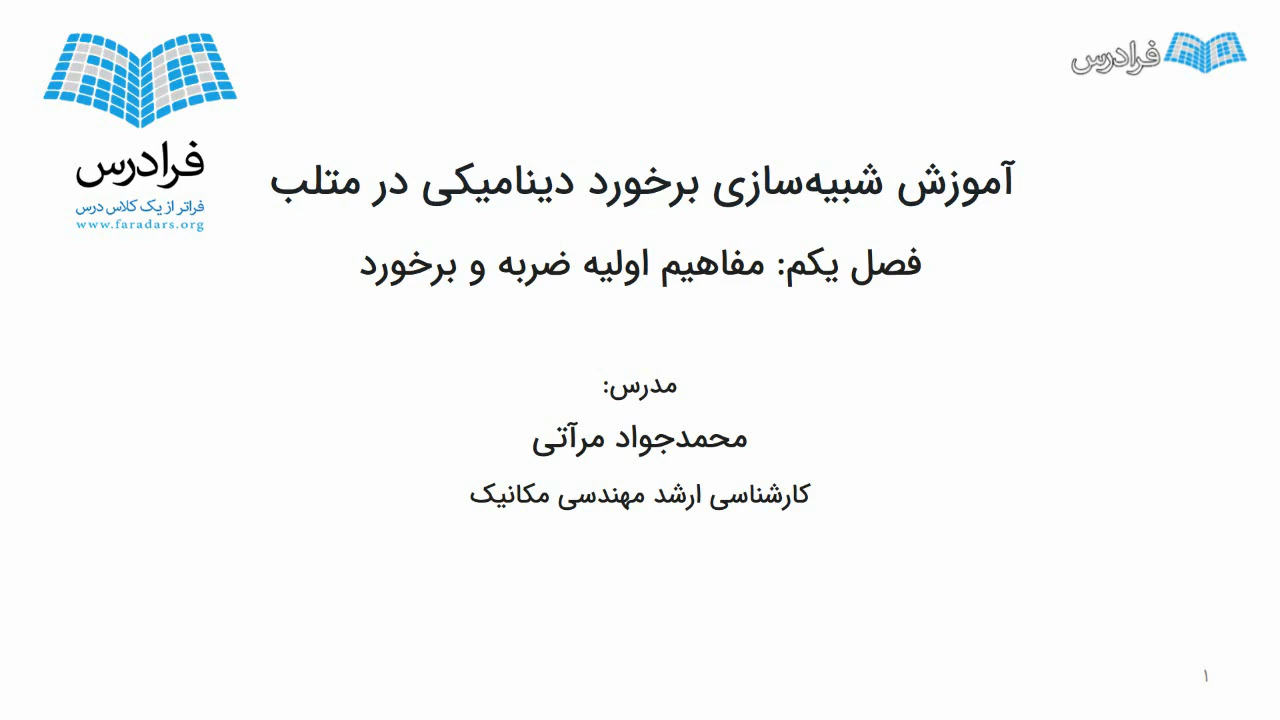 فرادرس
فرادرس
فراتر از یک کلاس درس
www.faradars.org
آموزش شبیه‌سازی برخورد دینامیکی در متلب
فصل یکم: مفاهیم اولیه ضربه و برخورد
مدرس:
محمدجواد مرآتی
کارشناسی ارشد مهندسی مکانیک
۱